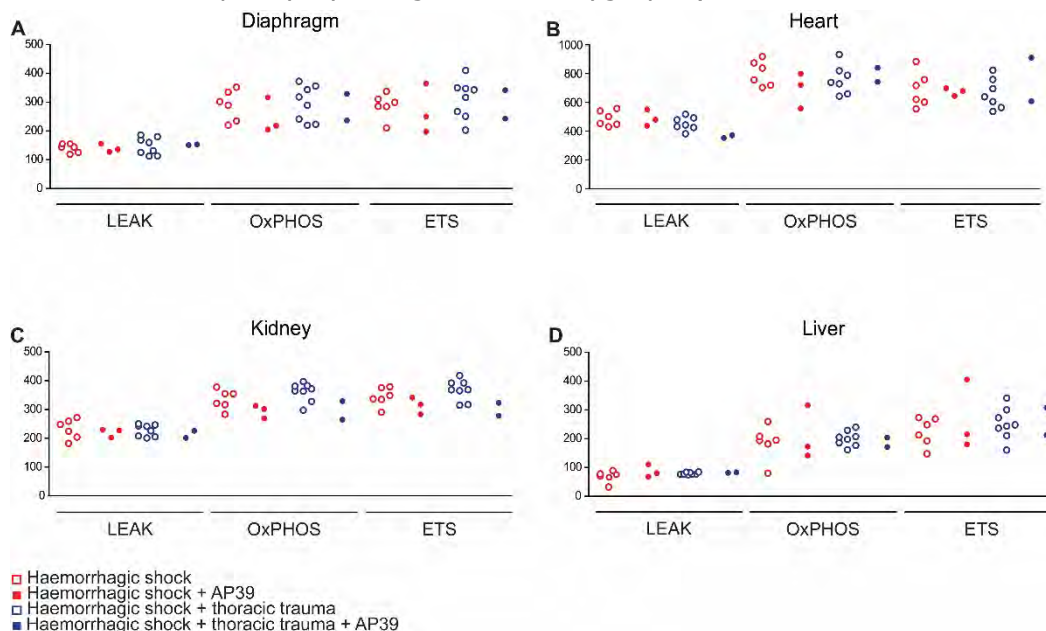 Diaphragm
A
500
400
300
200
100
0
LEAK
OxPHOS
ETS
Heart
B
1000
800
600
400
200
0
LEAK
OxPHOS
ETS
Kidney
C
500
400
300
200
100
0
LEAK
OxPHOS
ETS
Liver
D
500
400
300
200
100
0
LEAK
OxPHOS
ETS
Haemorrhagic shock
Haemorrhagic shock + AP39
Haemorrhagic shock + thoracic trauma
Haemorrhagic shock + thoracic trauma + AP39